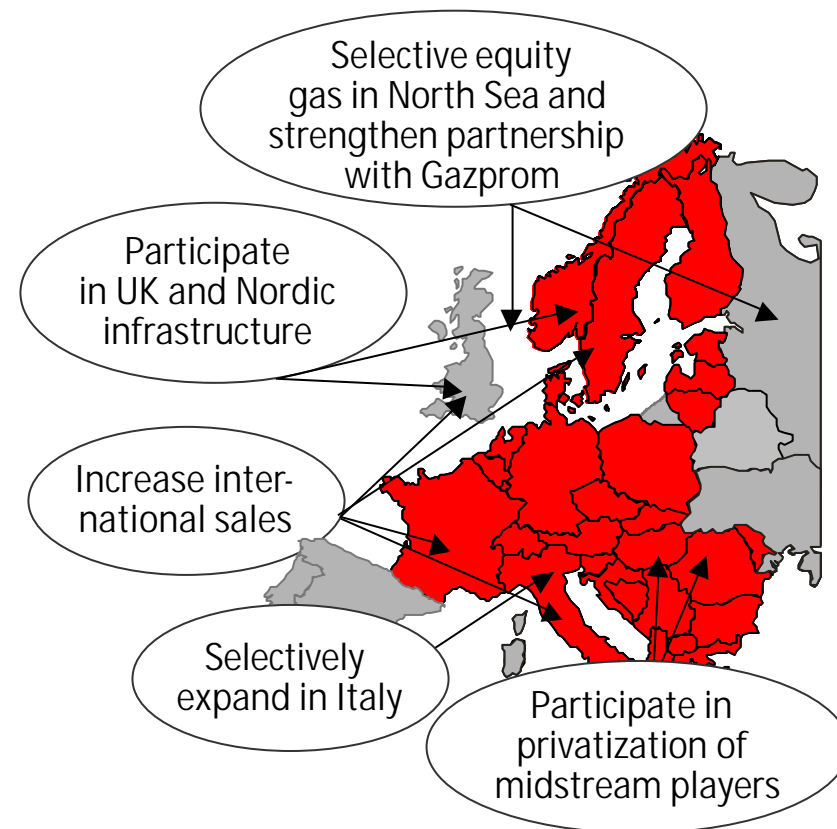 Selective equity
gas in North Sea and
strengthen partnership
with Gazprom
Participate
in UK and Nordic
infrastructure
Increase inter-
national sales
Selectively
expand in Italy
Participate in
privatization of
midstream players